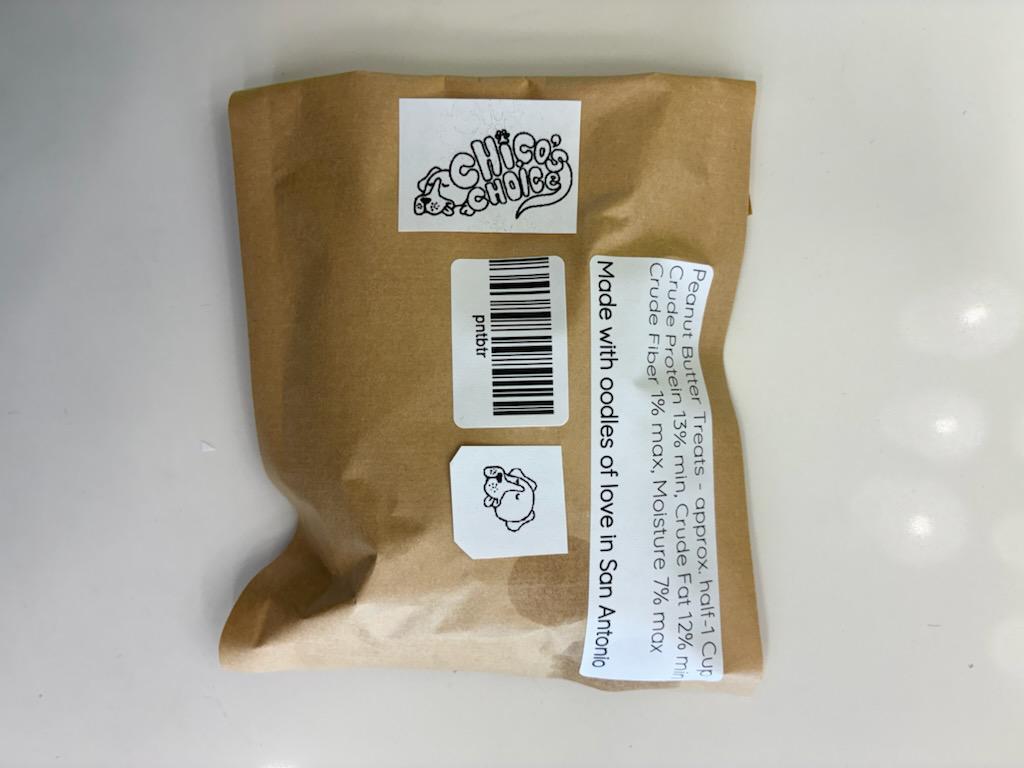 CHiCO's
CHOICE
pntbtr
Peanut Butter Treats - approx. half-1 Cup
Crude Protein 13% min, Crude Fat 12% min
Crude Fiber 1% max, Moisture 7% max
Made with oodles of love in San Antonio